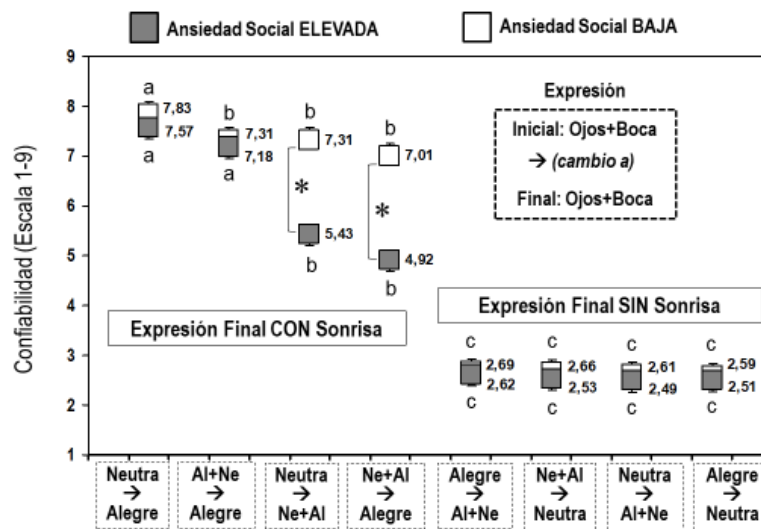 Ansiedad Social ELEVADA
Ansiedad Social BAJA
Confiabilidad (Escala 1-9)
9
8
7
6
5
4
3
2
1
a
7,83
7,57
a
b
7,31
7,18
a
b
7,31
*
5,43
b
b
7,01
*
4,92
b
Expresión
Inicial: Ojos+Boca
→ (cambio a)
Final: Ojos+Boca
Expresión Final CON Sonrisa
Expresión Final SIN Sonrisa
c
2,69
2,62
c
c
2,66
2,53
c
c
2,61
2,49
c
c
2,59
2,51
c
Neutra
→
Alegre
Al+Ne
→
Alegre
Neutra
→
Ne+Al
Ne+Al
→
Alegre
Alegre
→
Al+Ne
Ne+Al
→
Neutra
Neutra
→
Al+Ne
Alegre
→
Neutra